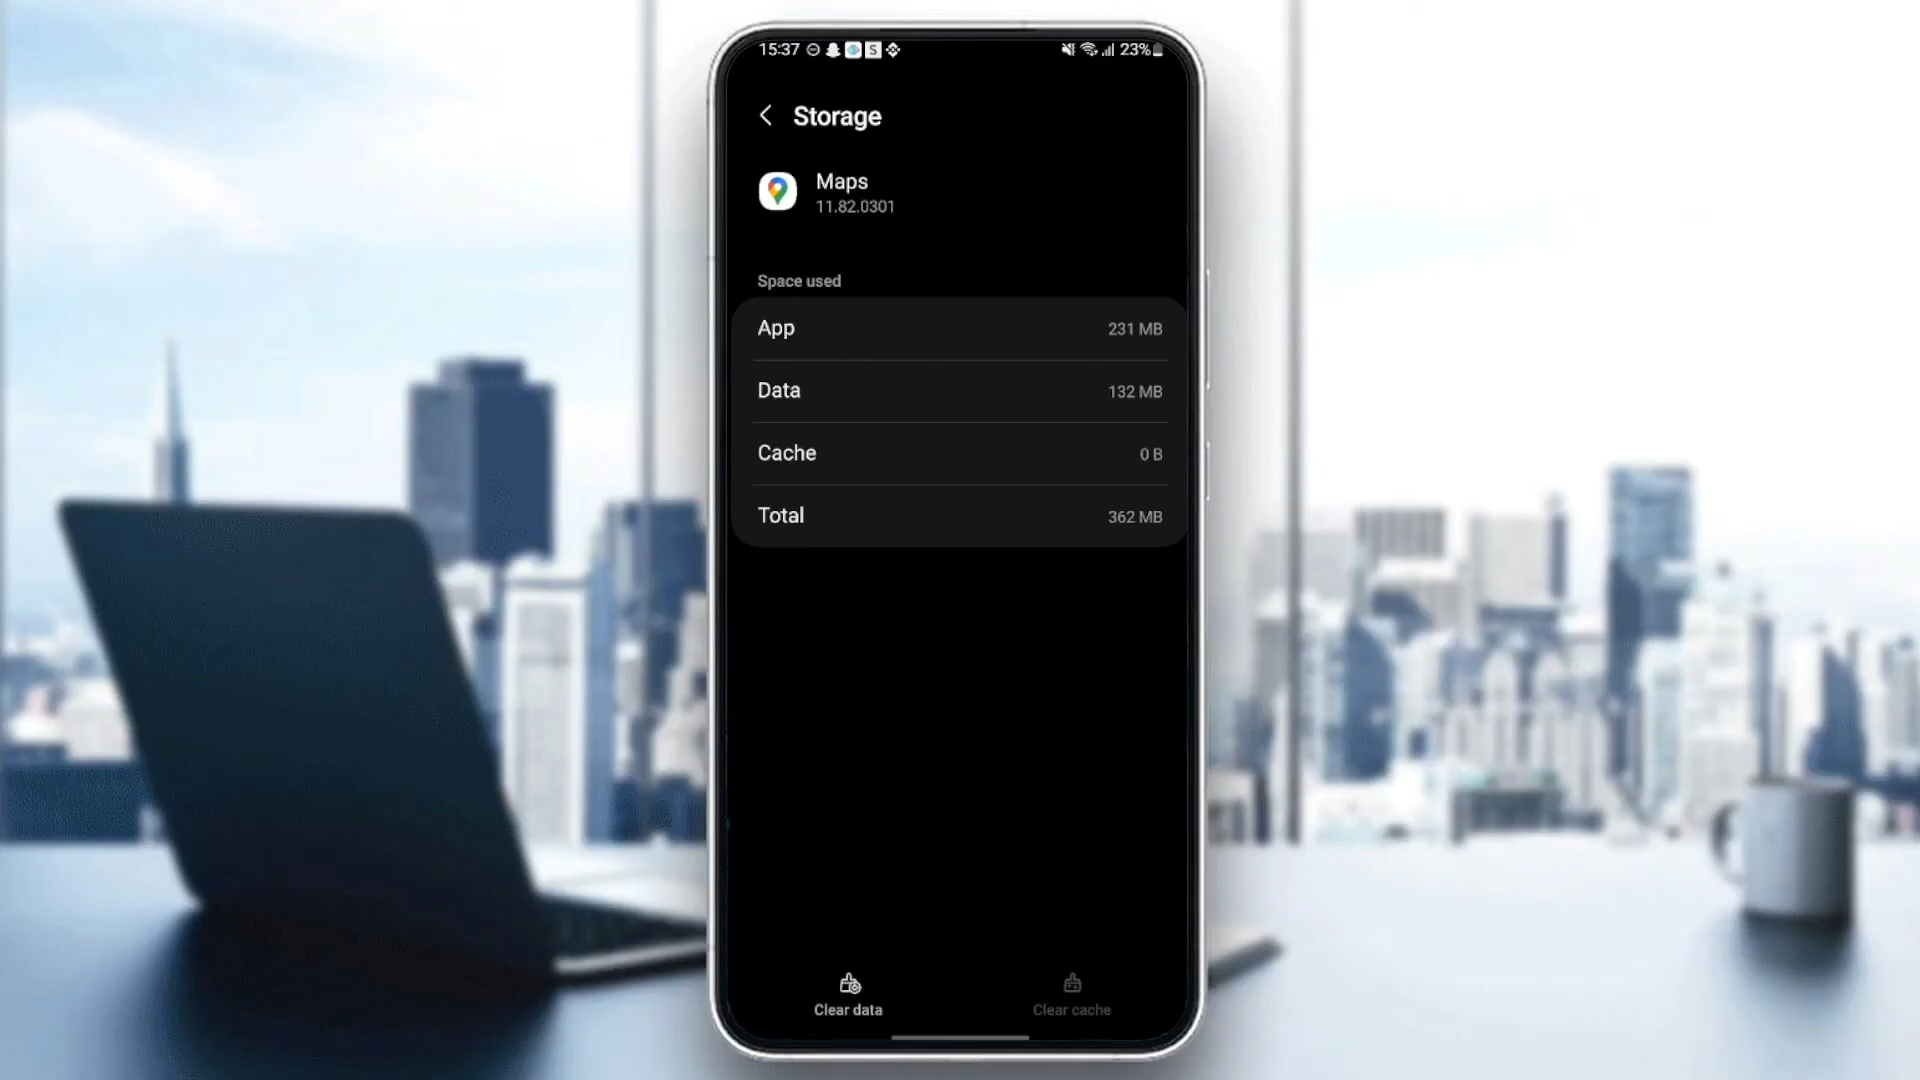 15:37 S 23%
Storage
Maps
11.82.0301
Space used
App 231 MB
Data 132 MB
Cache 0 B
Total 362 MB
Clear data Clear cache